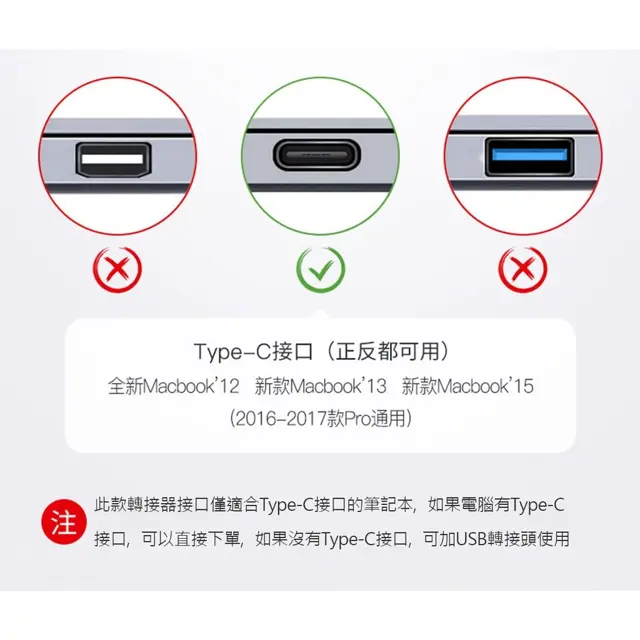 Type-C接口（正反都可用）
全新Macbook'12 新款Macbook'13 新款Macbook'15
（2016-2017款Pro通用）
注
此款轉接器接口僅適合Type-C接口的筆記本, 如果電腦有Type-C
接口, 可以直接下單, 如果沒有Type-C接口, 可加USB轉接頭使用